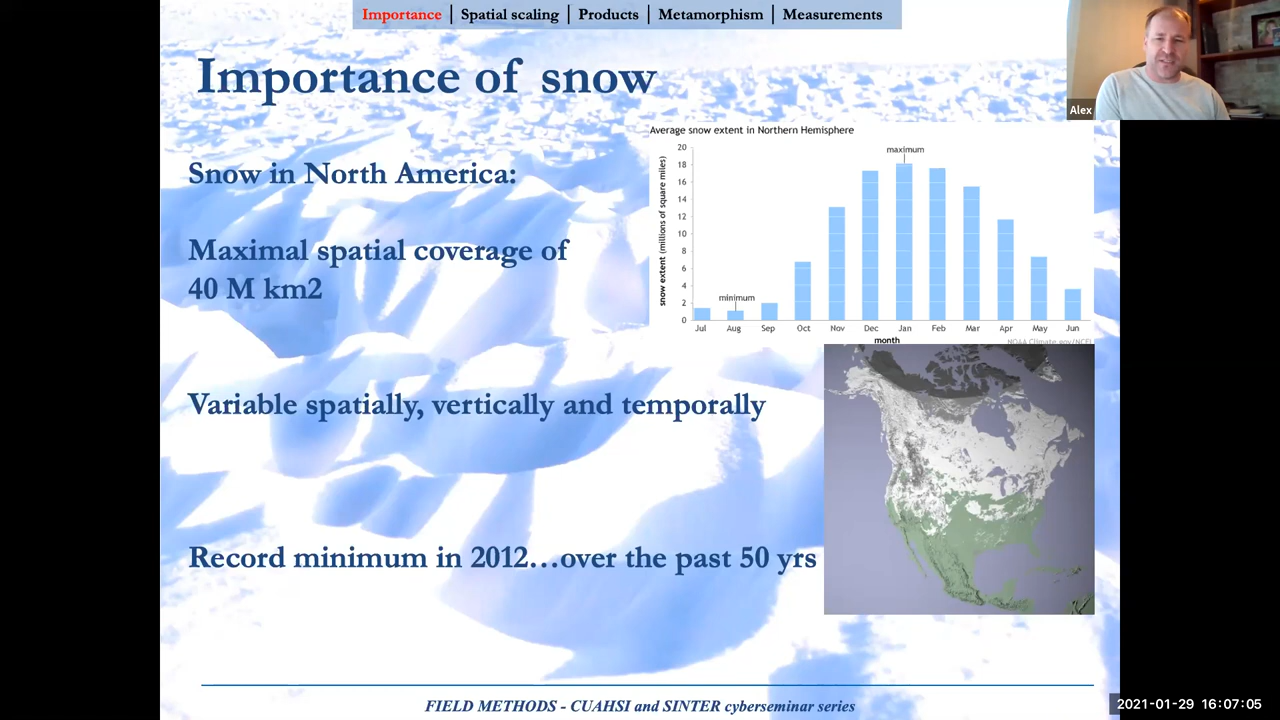 Importance | Spatial scaling | Products | Metamorphism | Measurements
Importance of snow
Alex
Snow in North America:
Maximal spatial coverage of
40 M km2
Variable spatially, vertically and temporally
Record minimum in 2012…over the past 50 yrs
Average snow extent in Northern Hemisphere
snow extent (millions of square miles)
20
18
16
14
12
10
8
6
4
2
0
maximum
minimum
Jul Aug Sep Oct Nov Dec Jan Feb Mar Apr May Jun
month
NOAA Climate.gov/NCEI
FIELD METHODS - CUAHSI and SINTER cyberseminar series
2021-01-29 16:07:05